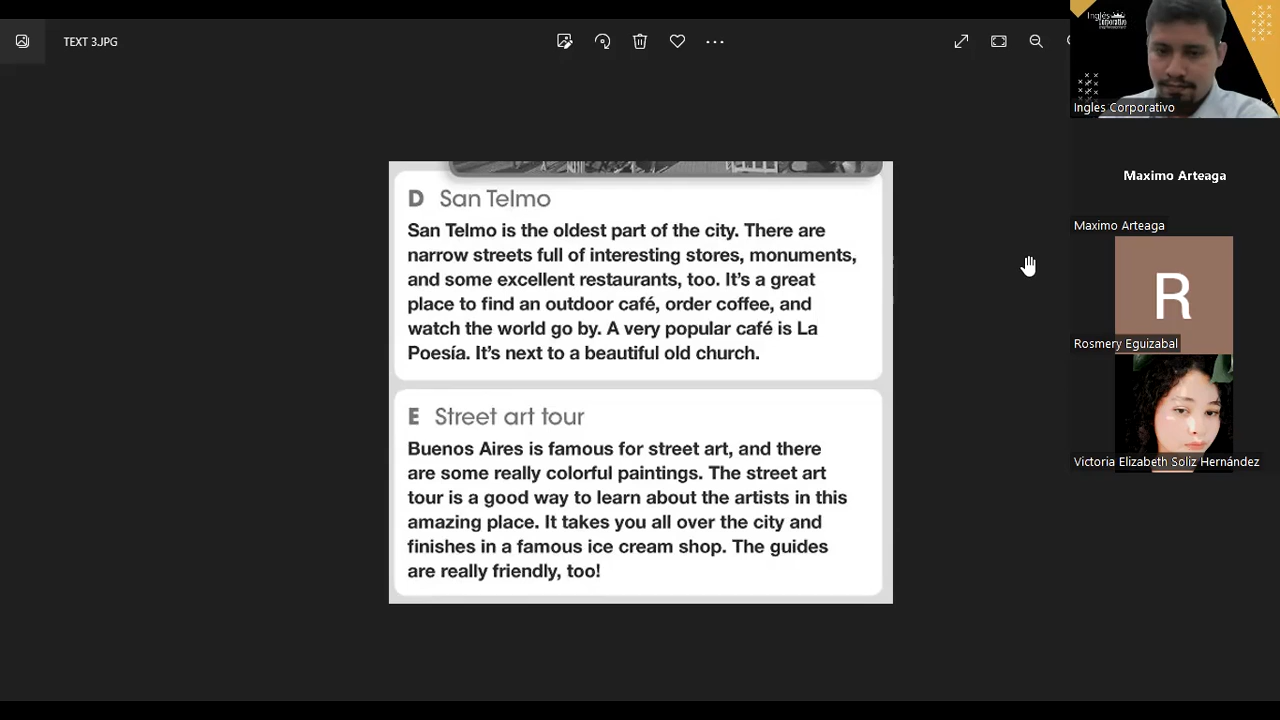 TEXT 3.JPG
Inglés
Corporativo
Ingles Corporativo
Maximo Arteaga
Maximo Arteaga
R
Rosmery Eguizabal
Victoria Elizabeth Soliz Hernández
D San Telmo
San Telmo is the oldest part of the city. There are
narrow streets full of interesting stores, monuments,
and some excellent restaurants, too. It’s a great
place to find an outdoor café, order coffee, and
watch the world go by. A very popular café is La
Poesía. It’s next to a beautiful old church.
E Street art tour
Buenos Aires is famous for street art, and there
are some really colorful paintings. The street art
tour is a good way to learn about the artists in this
amazing place. It takes you all over the city and
finishes in a famous ice cream shop. The guides
are really friendly, too!